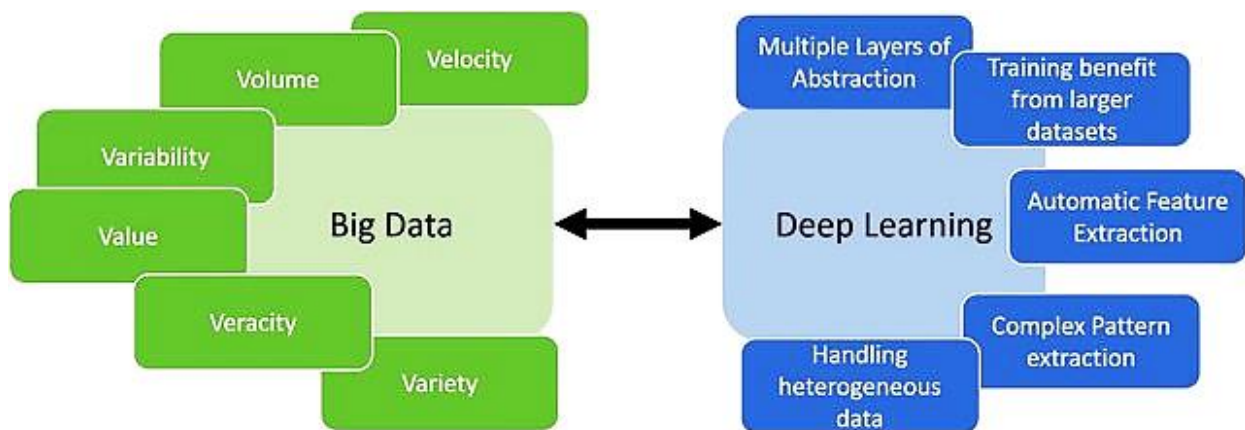 Velocity
Volume
Variability
Value
Veracity
Variety
Big Data
Deep Learning
Multiple Layers of
Abstraction
Training benefit
from larger
datasets
Automatic Feature
Extraction
Complex Pattern
extraction
Handling
heterogeneous
data